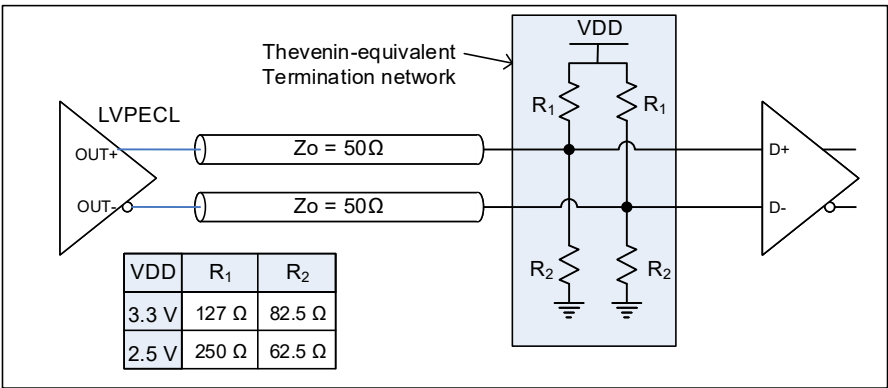 VDD
Thevenin-equivalent
Termination network
R1 R1
LVPECL
OUT+ Zo = 50Ω D+
OUT- Zo = 50Ω D-
R2 R2
VDD R1 R2
3.3 V 127 Ω 82.5 Ω
2.5 V 250 Ω 62.5 Ω